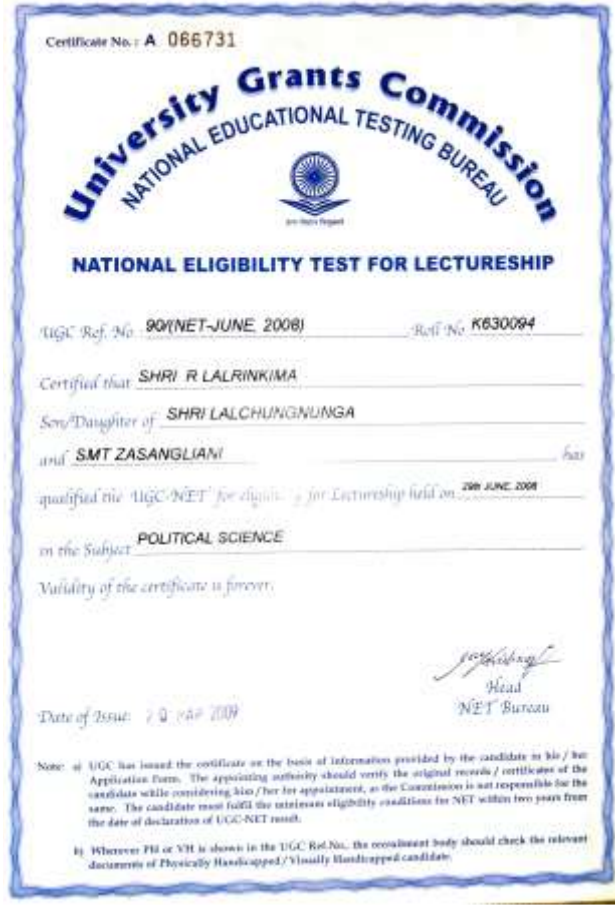 Certificate No. : A 066731
University Grants Commission
NATIONAL EDUCATIONAL TESTING BUREAU
NATIONAL ELIGIBILITY TEST FOR LECTURESHIP
UGC Ref. No 90/(NET-JUNE, 2008) Roll No K630094
Certified that SHRI R LALRINKIMA
Son/Daughter of SHRI LALCHUNGNUNGA
and SMT ZASANGLIANI has
qualified the UGC-NET for for Lectureship held on 29th JUNE, 2008
in the Subject POLITICAL SCIENCE
Validity of the certificate is forever.
Head
NET Bureau
Date of Issue: 2009
Note: a) UGC has issued the certificate on the basis of information provided by the candidate in his / her
Application Form. The appointing authority should verify the original records / certificates of the
candidate while considering him / her for appointment, as the Commission is not responsible for the
same. The candidate must fulfil the minimum eligibility conditions for NET within two years from
the date of declaration of UGC-NET result.
b) Wherever PH or VH is shown in the UGC Ref.No., the recruitment body should check the relevant
documents of Physically Handicapped / Visually Handicapped candidate.